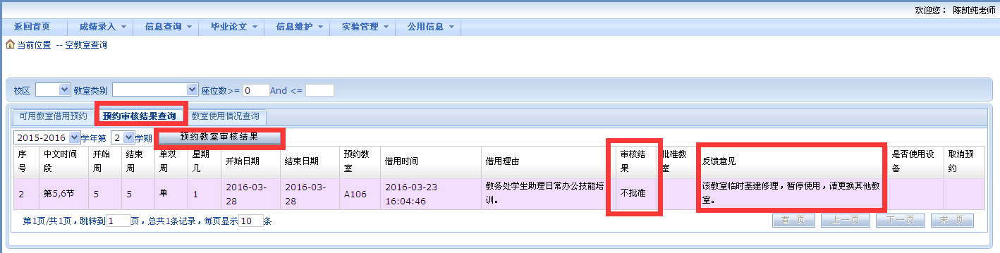 欢迎您： 陈凯纯老师
返回首页 成绩录入 信息查询 毕业论文 信息维护 实验管理 公用信息
当前位置 -- 空教室查询
校区 教室类别 座位数>= 0 And <=
可用教室借用预约 预约审核结果查询 教室使用情况查询
2015-2016 学年第 2 学期 预约教室审核结果
序号 中文时间段 开始周 结束周 单双周 星期几 开始日期 结束日期 预约教室 借用时间 借用理由 审核结果 批准教室 反馈意见 是否使用设备 取消预约
2 第5,6节 5 5 单 1 2016-03-28 2016-03-28 A106 2016-03-23 16:04:46 教务处学生助理日常办公技能培训。 不批准 该教室临时基建修理，暂停使用，请更换其他教室。
第1页/共1页，跳转到 1 页，总共1条记录，每页显示 10 条 首 页 上一页 下一页 末 页